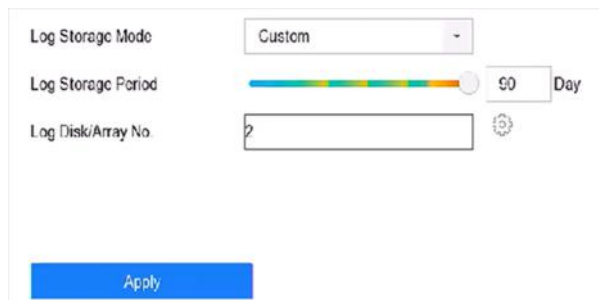 Log Storage Mode Custom
Log Storage Period 90 Day
Log Disk/Array No. 2
Apply